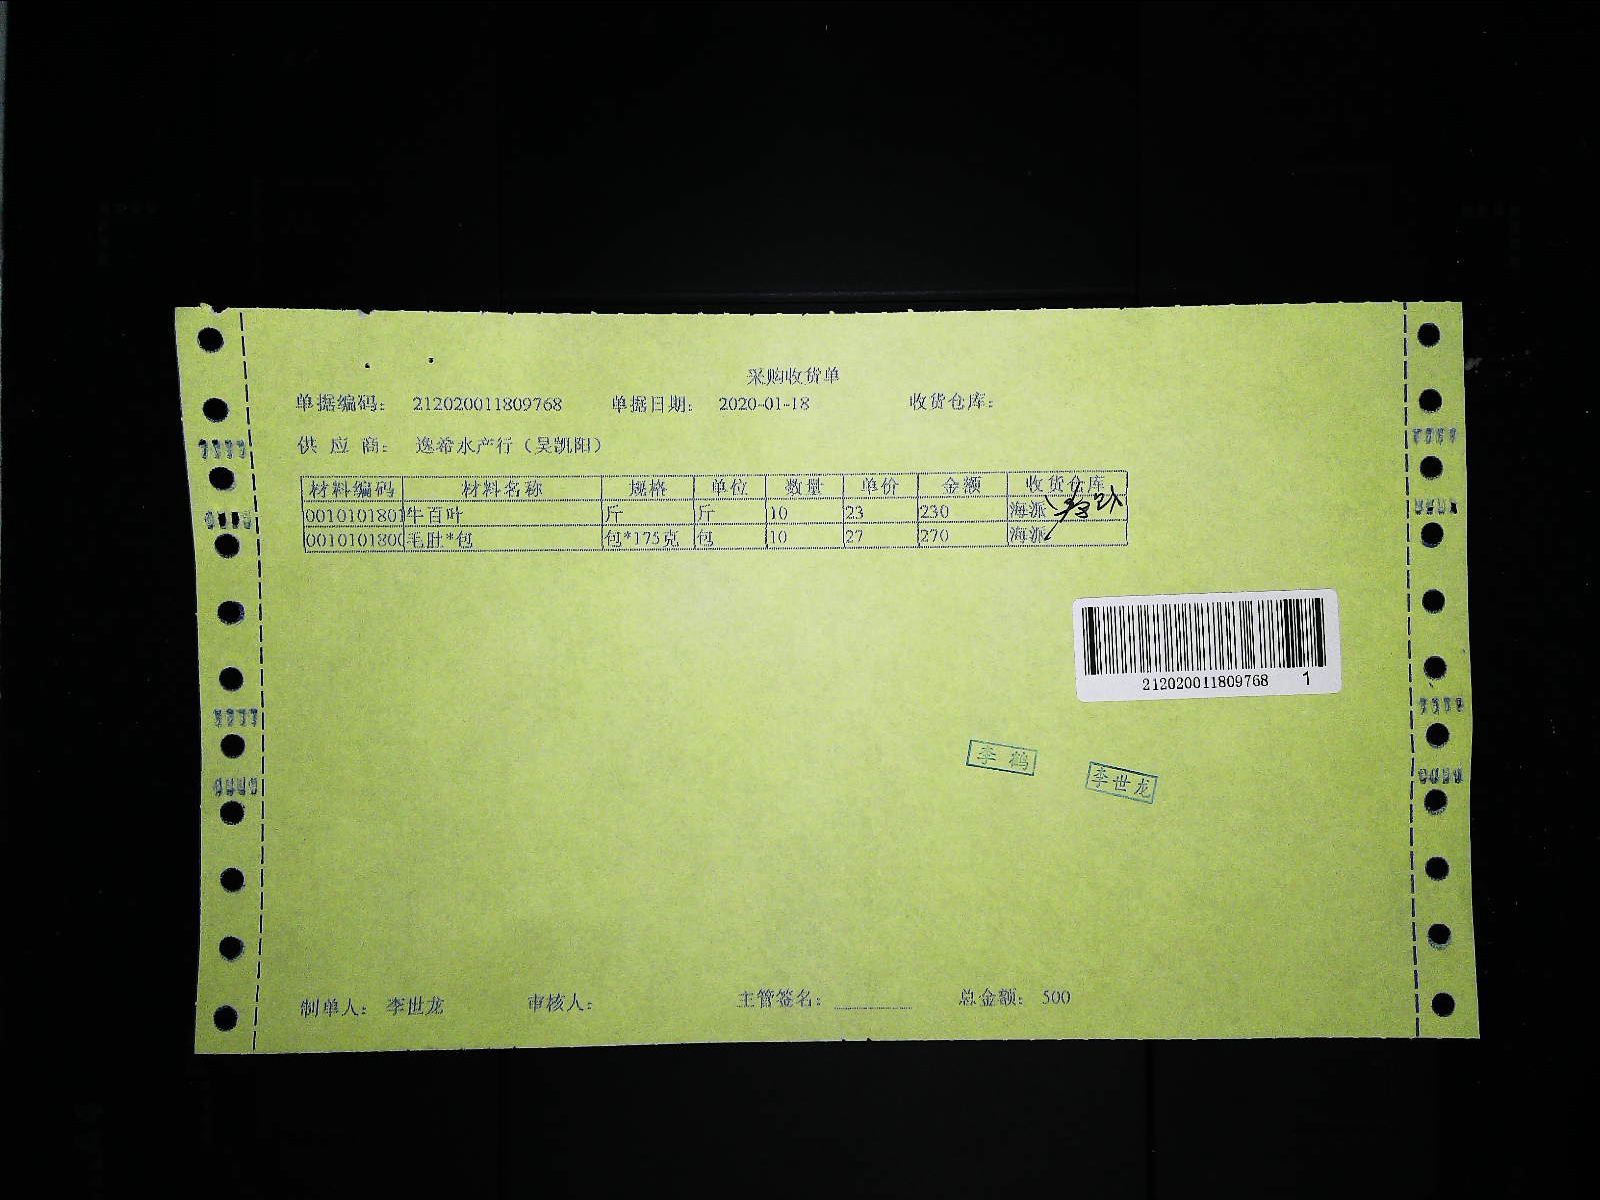 采购收货单
单据编码： 212020011809768 单据日期： 2020-01-18 收货仓库：
供 应 商： 逸希水产行（吴凯阳）
材料编码 材料名称 规格 单位 数量 单价 金额 收货仓库
0010101801 牛百叶 斤 斤 10 23 230 海派
0010101800 毛肚*包 包*175克 包 10 27 270 海派
212020011809768 1
李 鹤
李世龙
制单人： 李世龙 审核人： 主管签名： 总金额： 500